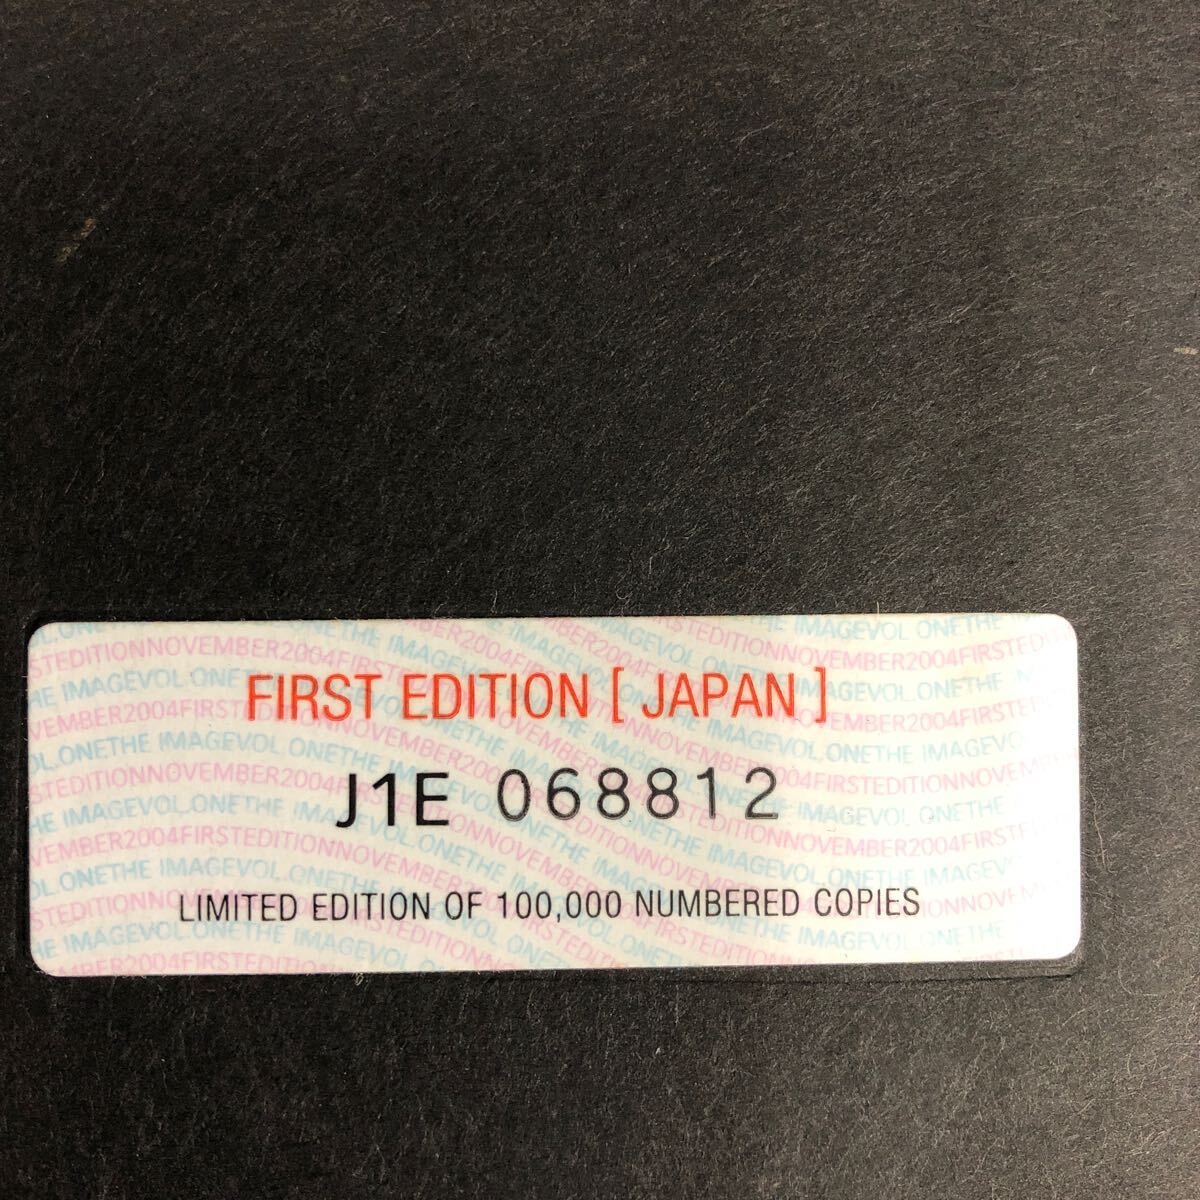 FIRST EDITION [ JAPAN ]
J1E 068812
LIMITED EDITION OF 100,000 NUMBERED COPIES